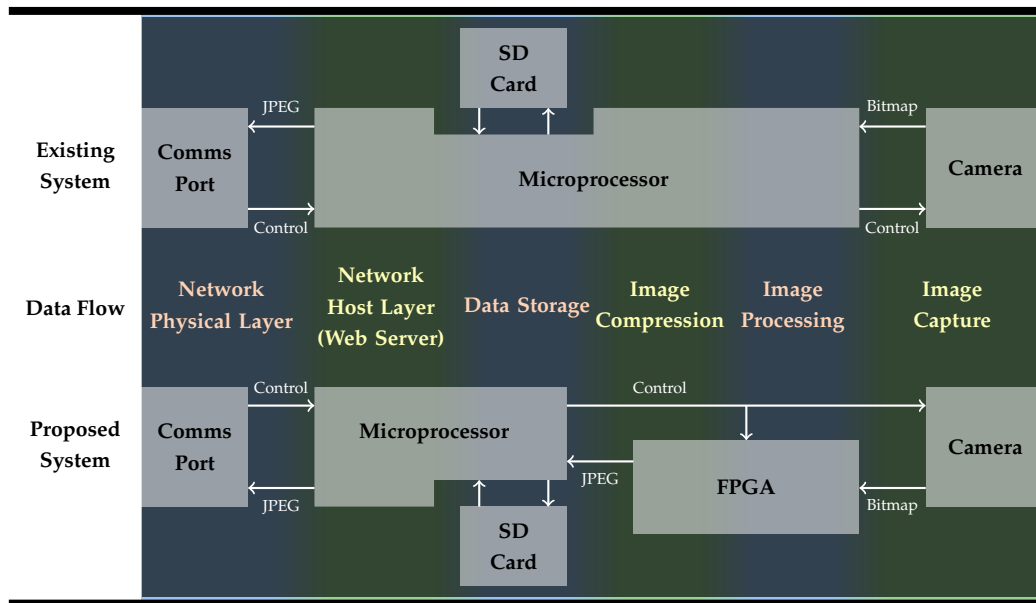 SD
Card
JPEG
Bitmap
Existing
System
Comms
Port
Microprocessor
Camera
Control
Control
Data Flow
Network
Physical Layer
Network
Host Layer
(Web Server)
Data Storage
Image
Compression
Image
Processing
Image
Capture
Control
Control
Proposed
System
Comms
Port
Microprocessor
Camera
JPEG
FPGA
JPEG
Bitmap
SD
Card